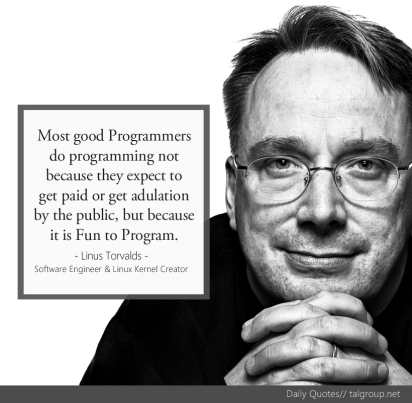 Most good Programmers
do programming not
because they expect to
get paid or get adulation
by the public, but because
it is Fun to Program.
- Linus Torvalds -
Software Engineer & Linux Kernel Creator
Daily Quotes// talgroup.net